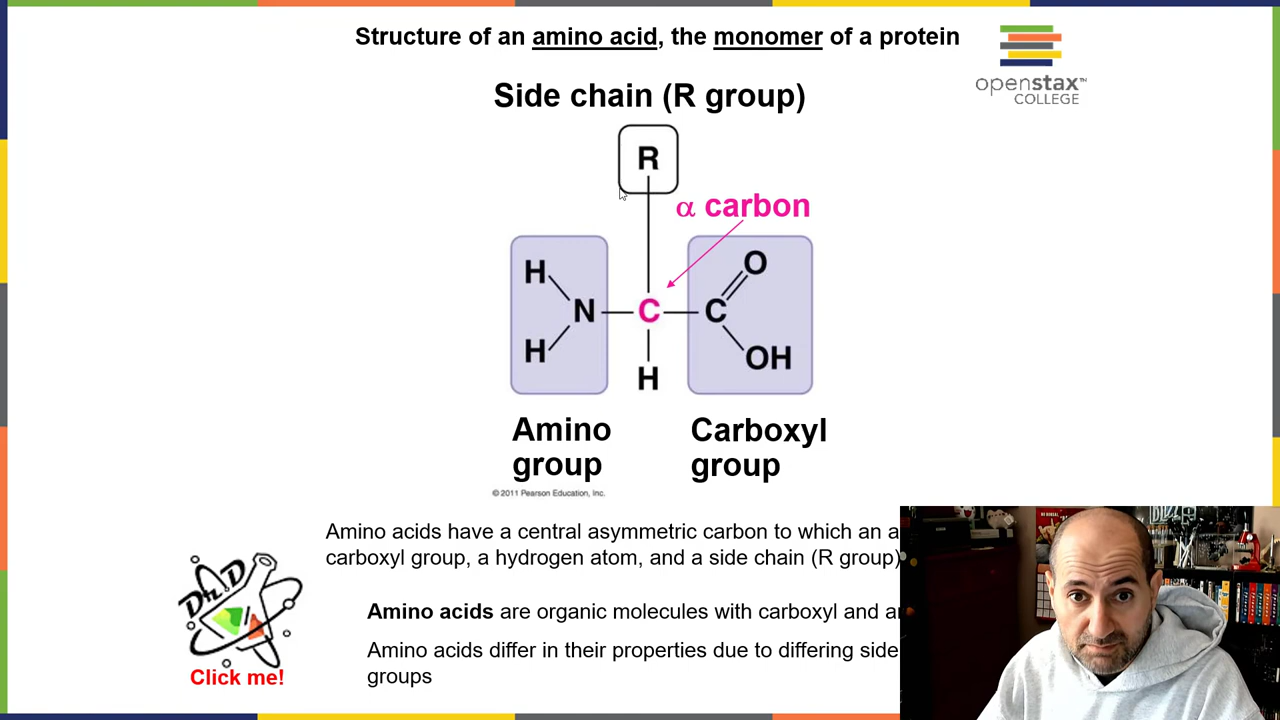 Structure of an amino acid, the monomer of a protein
openstax™
COLLEGE
Side chain (R group)
R
α carbon
H
O
N
C
C
H
OH
H
Amino
group
Carboxyl
group
© 2011 Pearson Education, Inc.
Amino acids have a central asymmetric carbon to which an a
carboxyl group, a hydrogen atom, and a side chain (R group)
Amino acids are organic molecules with carboxyl and a
Amino acids differ in their properties due to differing side
groups
Dr. D
Click me!